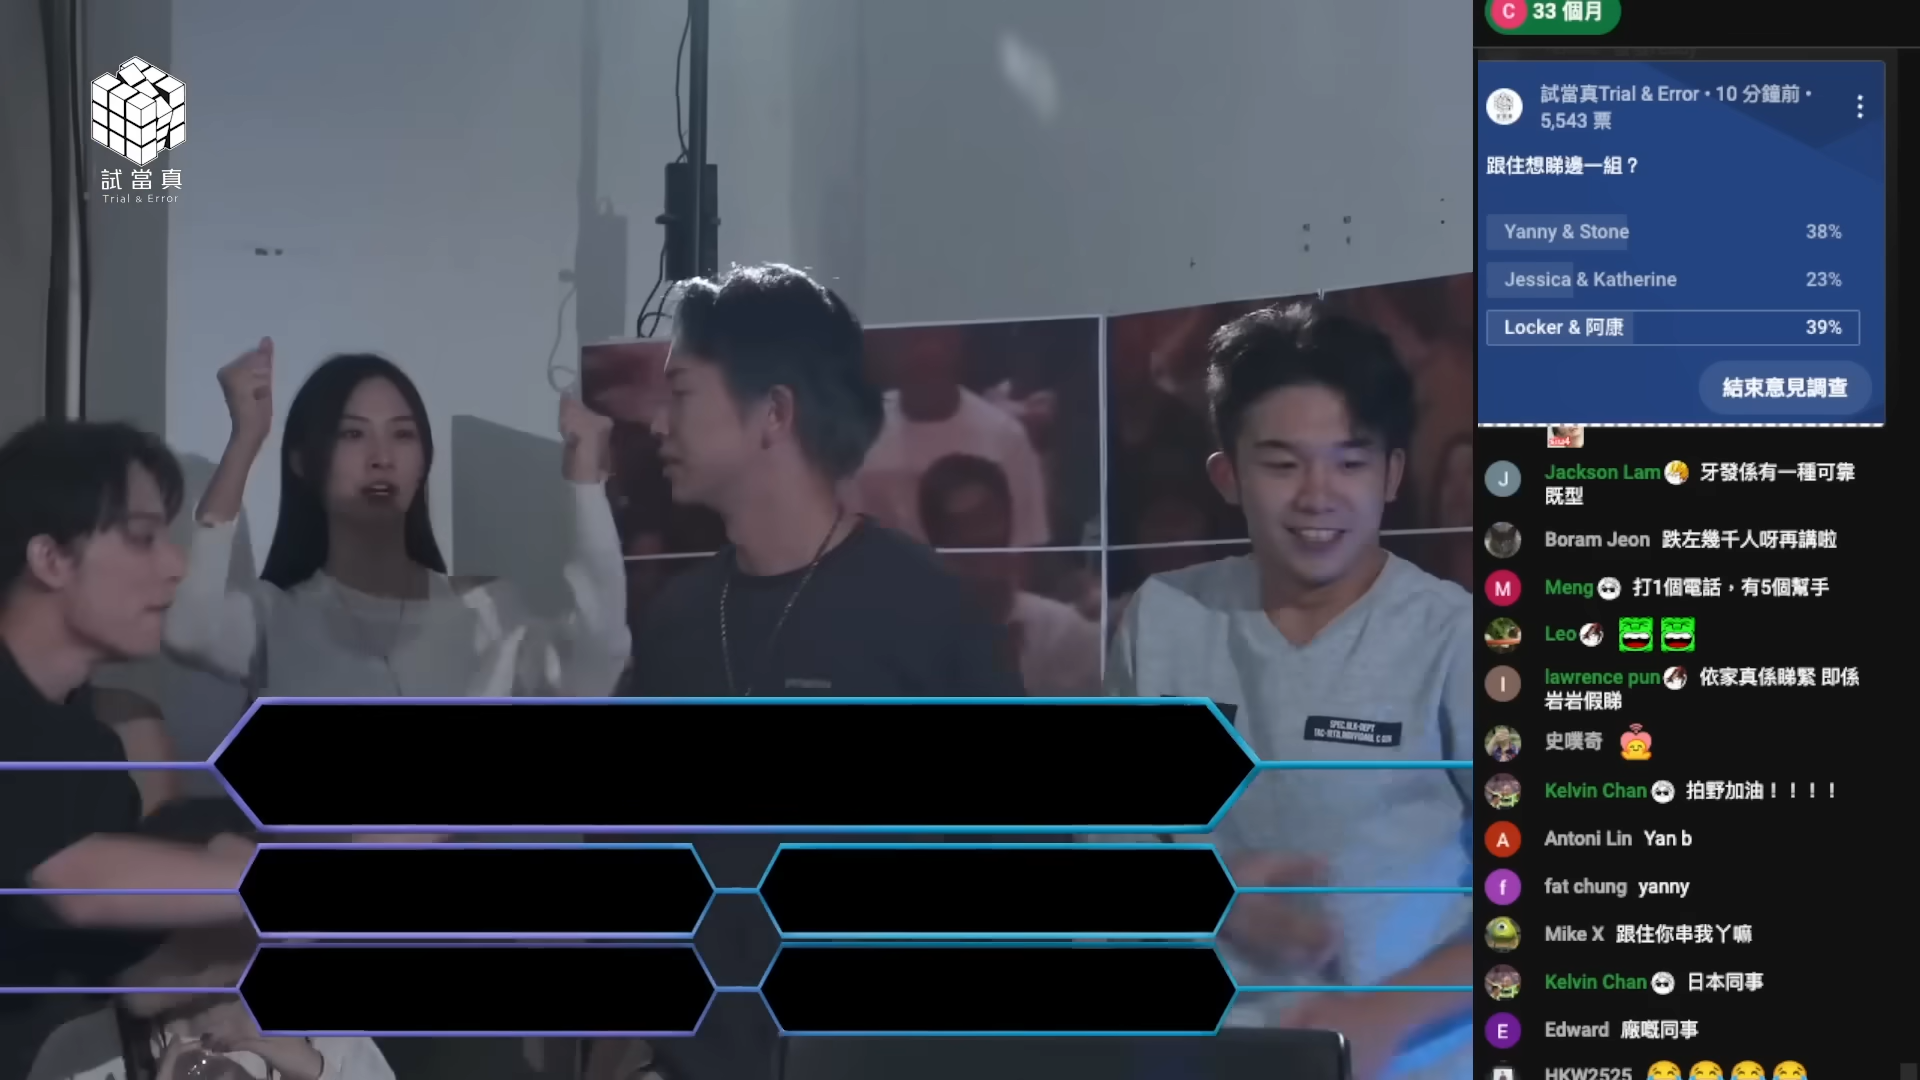 試當真
Trial & Error
SPEC.BLK-DEPT
C
33 個月
試當真Trial & Error • 10 分鐘前 •
5,543 票
跟住想睇邊一組？
Yanny & Stone 38%
Jessica & Katherine 23%
Locker & 阿康 39%
結束意見調查
siu4
J
Jackson Lam 牙發係有一種可靠
既型
Boram Jeon 跌左幾千人呀再講啦
M
Meng 打1個電話，有5個幫手
Leo
l
lawrence pun 依家真係睇緊 即係
岩岩假睇
史噗奇
Kelvin Chan 拍野加油！！！！
A
Antoni Lin Yan b
f
fat chung yanny
Mike X 跟住你串我丫嘛
Kelvin Chan 日本同事
E
Edward 廠嘅同事
HKW2525